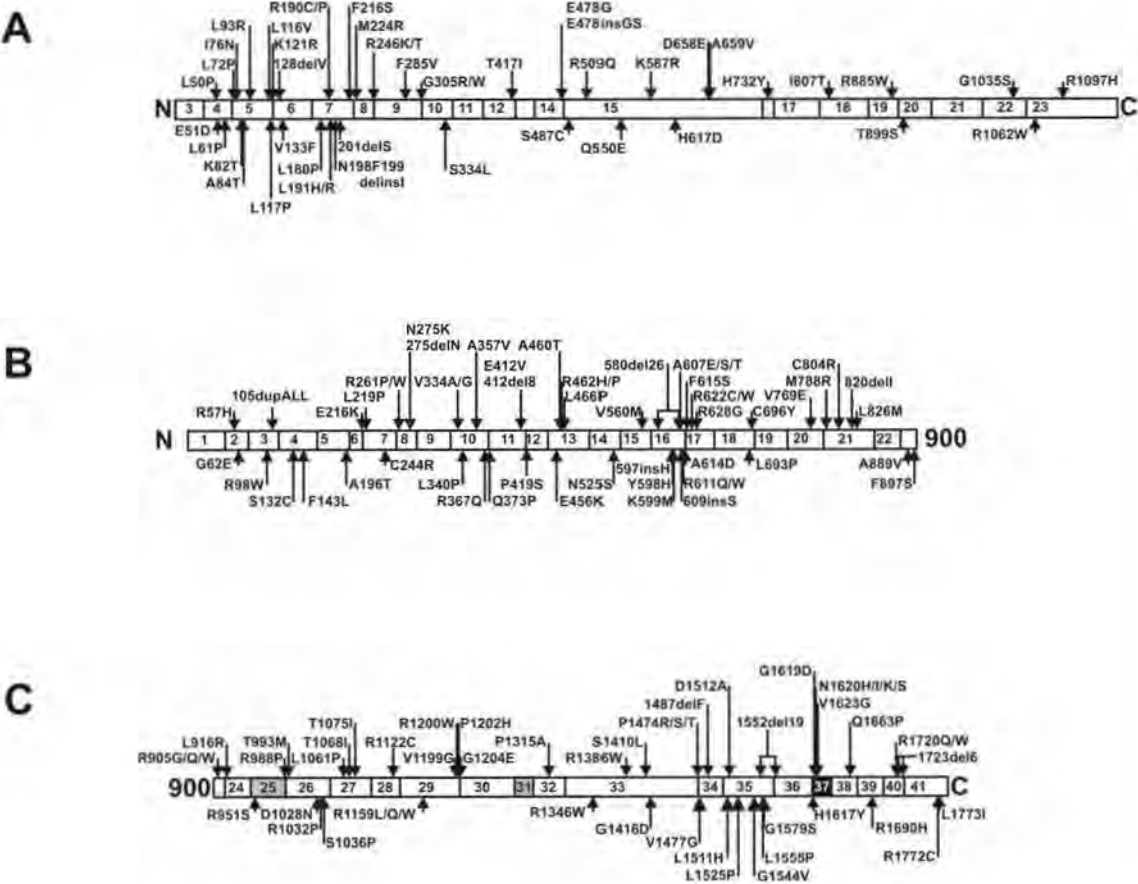 A
R190C/P F216S E478G
L93R L116V M224R E478insGS
I76N K121R R246K/T D658E A659V
L72P 128delV F285V T417I R509Q K587R
L50P G305R/W H732Y I807T R885W G1035S R1097H
N 3 4 5 6 7 8 9 10 11 12 14 15 17 18 19 20 21 22 23 C
E51D V133F 201delS S487C H617D T899S R1062W
L61P L180P N198F199 S334L Q550E
K82T delinsI
A84T L191H/R
L117P
B
N275K
275delN A357V A460T
E412V 580del26 A607E/S/T C804R
R261P/W V334A/G 412del8 R462H/P F615S M788R 820delI
105dupALL L219P L466P R622C/W V769E
R57H E216K V560M R628G C696Y L826M
N 1 2 3 4 5 6 7 8 9 10 11 12 13 14 15 16 17 18 19 20 21 22 900
G62E C244R 597insH A614D L693P A889V
R98W A196T L340P P419S N525S Y598H R611Q/W F897S
S132C F143L R367Q Q373P E456K K599M 609insS
C
G1619D
D1512A N1620H/I/K/S
1487delF V1623G
T1075I R1200W P1202H P1474R/S/T 1552del19 Q1663P
L916R T993M T1068I R1122C P1315A S1410L R1720Q/W
R905G/Q/W R988P L1061P V1199G G1204E R1386W 1723del6
900 24 25 26 27 28 29 30 31 32 33 34 35 36 37 38 39 40 41 C
R951S D1028N R1159L/Q/W R1346W H1617Y L1773I
R1032P G1416D G1579S R1690H
S1036P V1477G
L1511H L1555P R1772C
L1525P G1544V